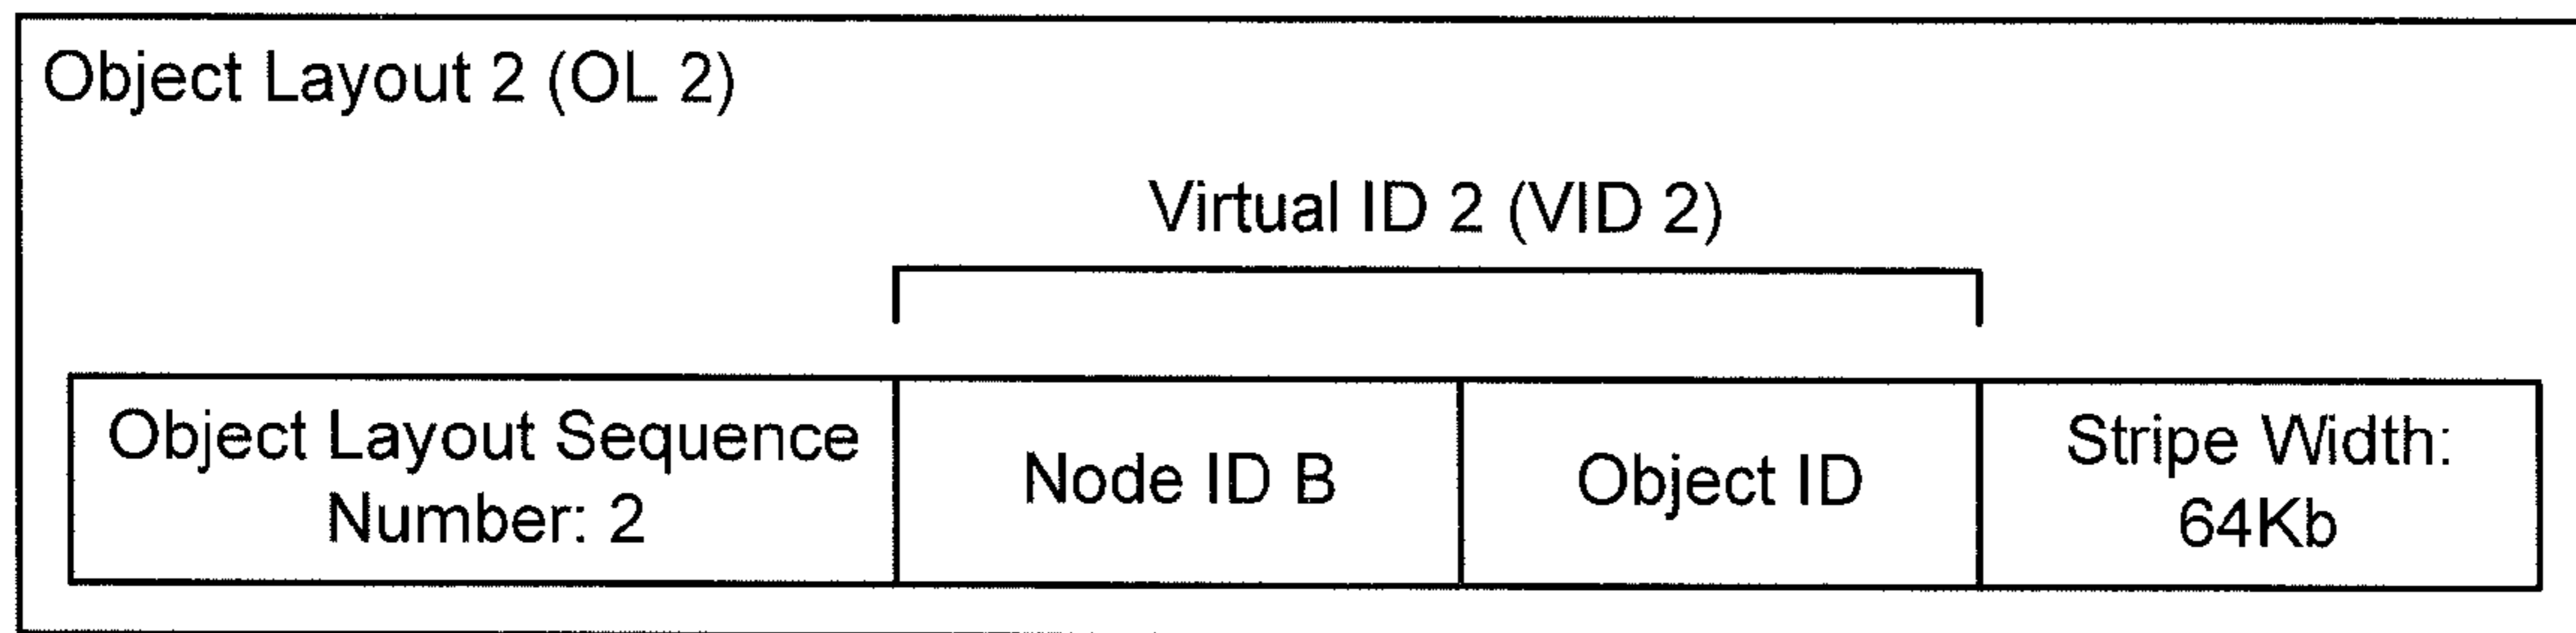 Object Layout 2 (OL 2)
Virtual ID 2 (VID 2)
Object Layout Sequence
Number: 2
Node ID B
Object ID
Stripe Width:
64Kb